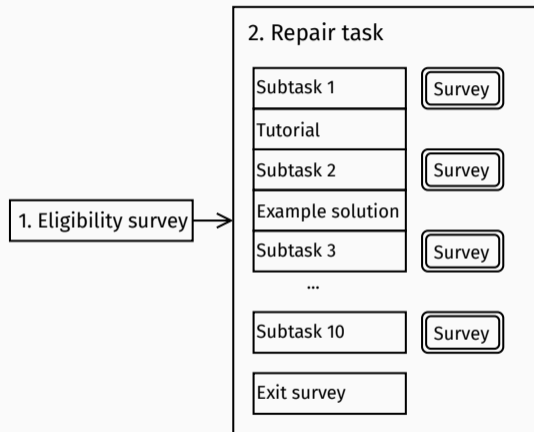 2. Repair task
Subtask 1 Survey
Tutorial
Subtask 2 Survey
1. Eligibility survey
Example solution
Subtask 3 Survey
...
Subtask 10 Survey
Exit survey